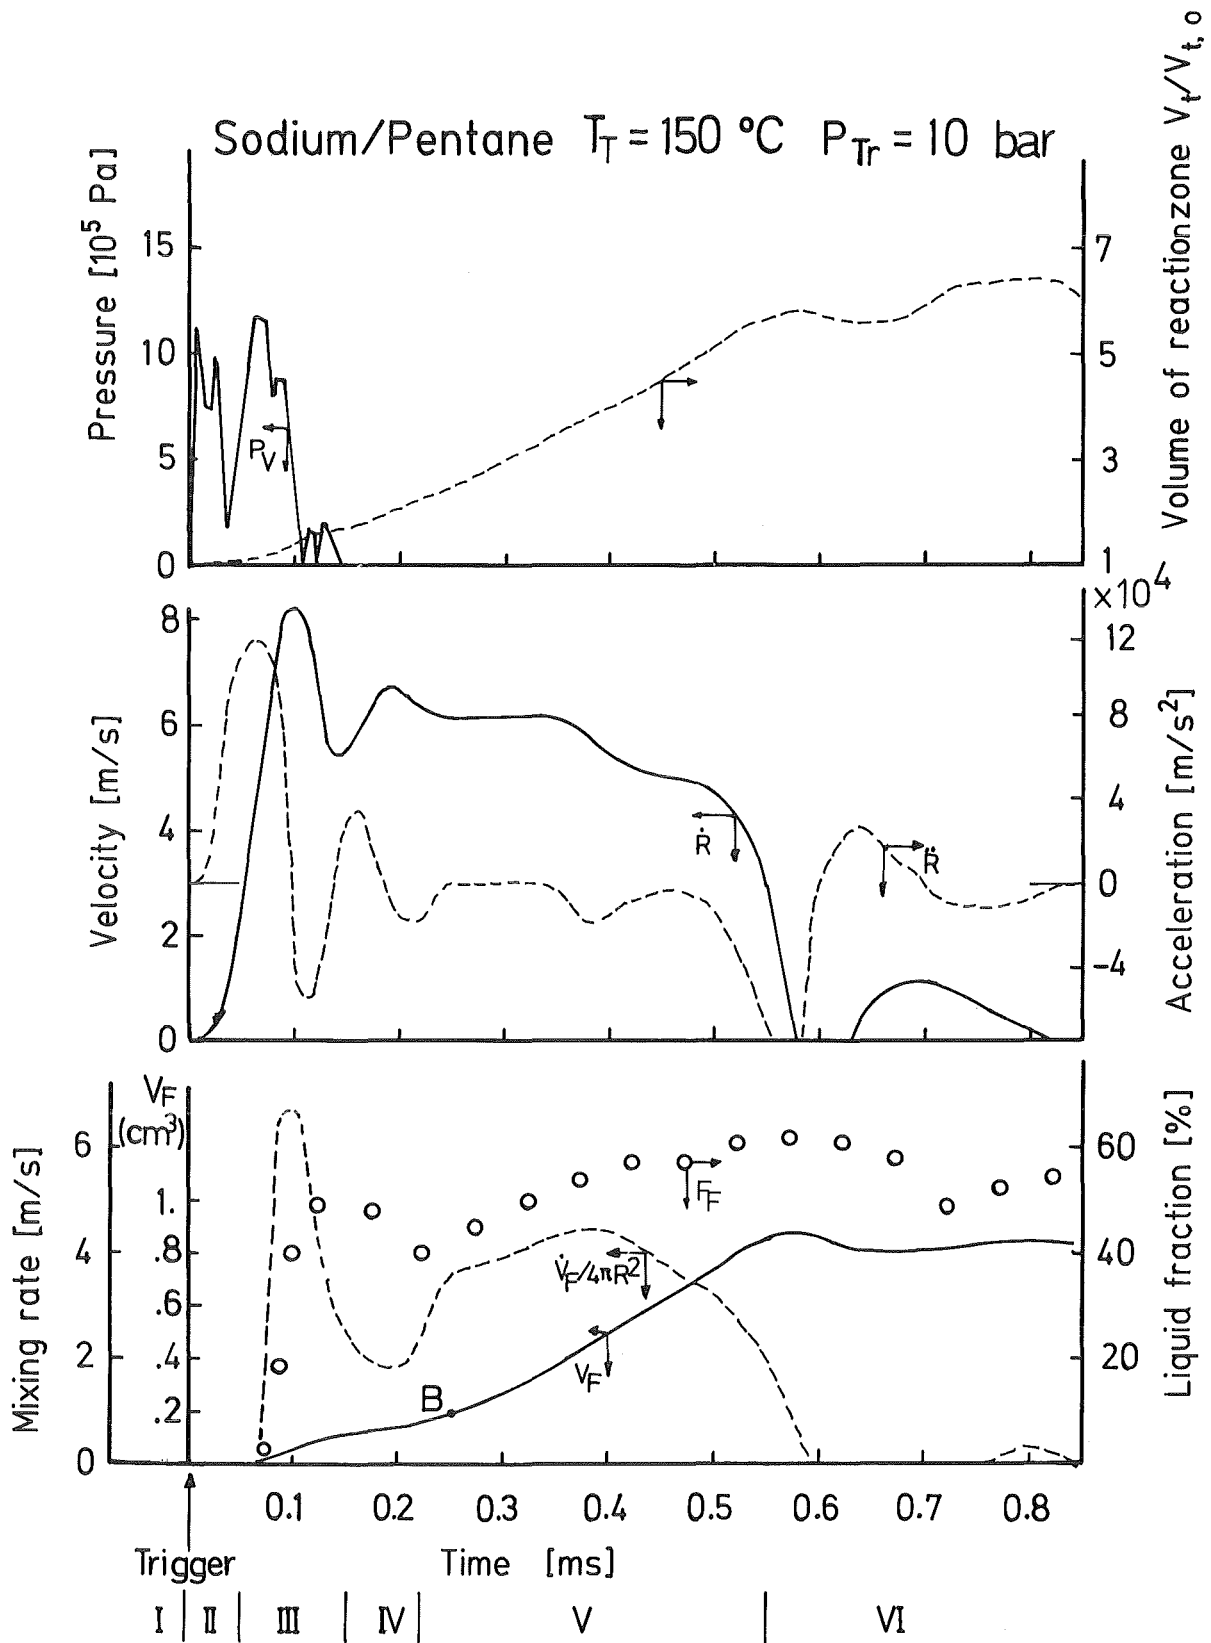 Sodium/Pentane T_T = 150 °C P_Tr = 10 bar
Pressure [10⁵ Pa]
15
10
5
0
P_V
Volume of reactionzone V_t/V_t,o
7
5
3
1
Velocity [m/s]
8
6
4
2
0
Ṙ
R̈
×10⁴
12
8
4
0
-4
Acceleration [m/s²]
Mixing rate [m/s]
6
4
2
0
V_F
(cm³)
1.
.8
.6
.4
.2
B
F_F
V̇_F/4πR²
V_F
60
40
20
Liquid fraction [%]
0.1 0.2 0.3 0.4 0.5 0.6 0.7 0.8
Trigger Time [ms]
I II III IV V VI